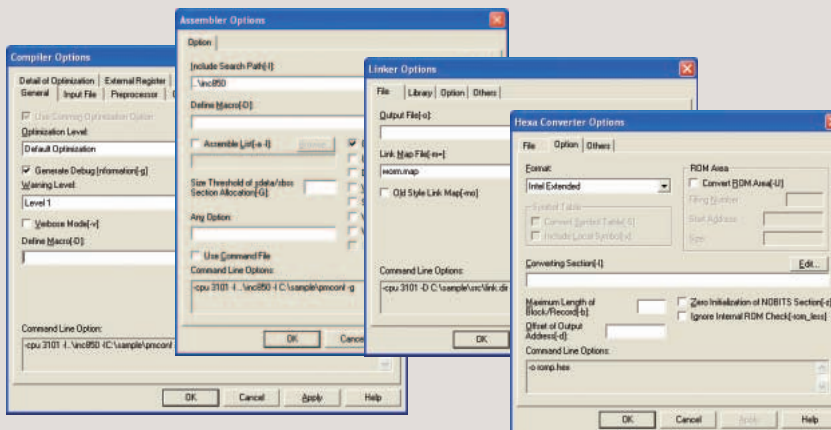 Compiler Options
Detail of Optimization External Register
General Input File Preprocessor
Use Common Optimization Option
Optimization Level:
Default Optimization
Generate Debug Information[-g]
Warning Level:
Level 1
Verbose Mode[-v]
Define Macro[-D]:
Command Line Option:
-cpu 3101 -I..\inc850 -IC:\sample\pmconf
OK Cancel Apply Help
Assembler Options
Option
Include Search Path[-I]:
..\inc850
Define Macro[-D]:
Assemble List[-a -l]:
Size Threshold of sdata/sbss
Section Allocation[-G]:
Any Option:
Use Command File
Command Line Options:
-cpu 3101 -I..\inc850 -I C:\sample\pmconf -g
OK
Linker Options
File Library Option Others
Output File[-o]:
Link Map File[-m+]:
Old Style Link Map[-mo]
Command Line Options:
-cpu 3101 -D C:\sample\src\link.dir
OK
Hexa Converter Options
File Option Others
Format:
Intel Extended
Symbol Table
Convert Symbol Table[-S]
Include Local Symbol[-x]
ROM Area
Convert ROM Area[-U]
Filing Number
Start Address
Size
Converting Section[-I]:
Edit...
Maximum Length of
Block/Record[-b]:
Offset of Output
Address[-d]:
Zero Initialization of NOBITS Section[-z]
Ignore Internal ROM Check[-rom_less]
Command Line Options:
-o romp.hex
OK Cancel Apply Help